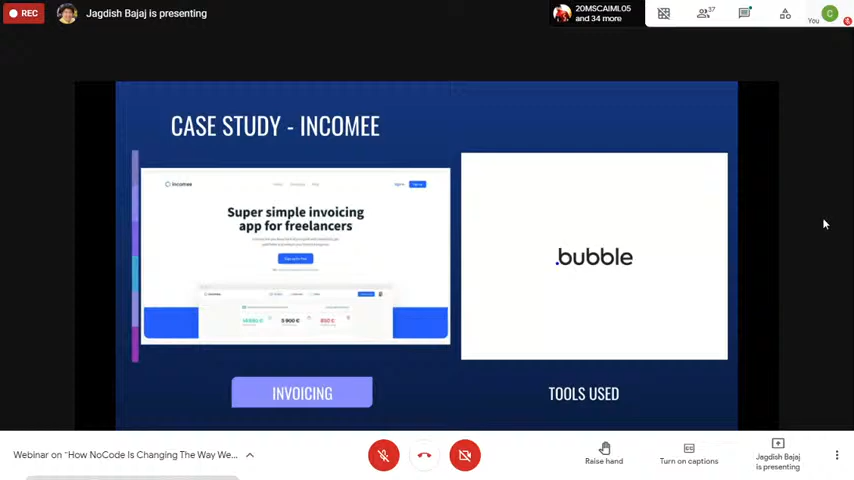 REC
Jagdish Bajaj is presenting
20MSCAIML05
and 34 more
37
You
C
CASE STUDY - INCOMEE
incomee
Super simple invoicing
app for freelancers
.bubble
INVOICING
TOOLS USED
Webinar on "How NoCode Is Changing The Way We...
Raise hand
Turn on captions
Jagdish Bajaj
is presenting